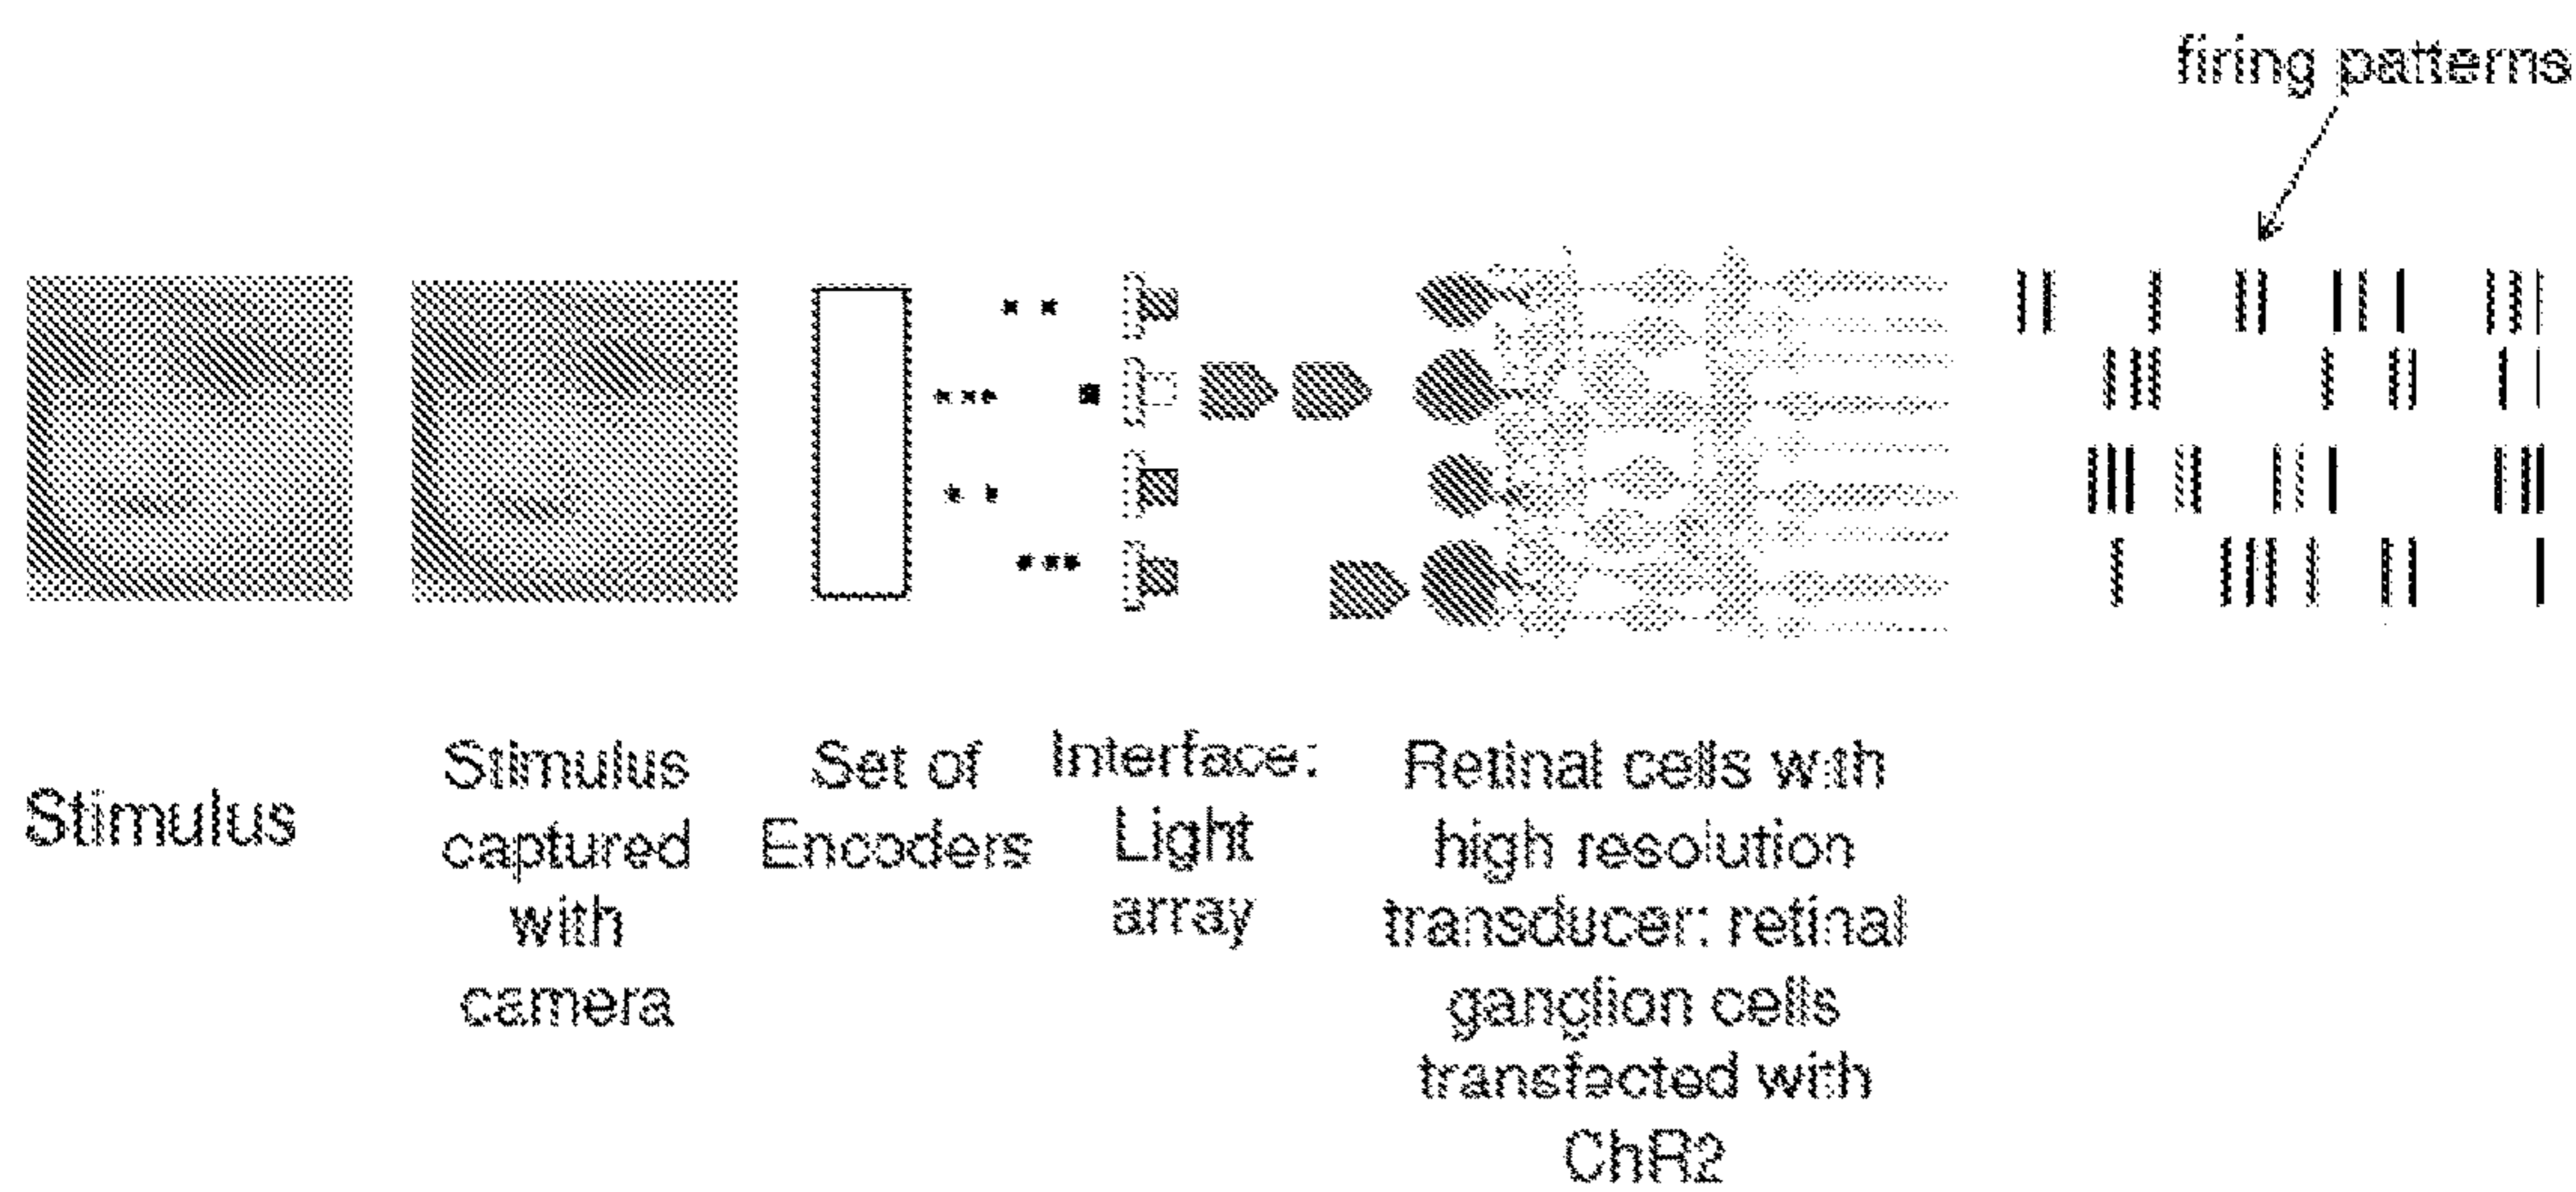 firing patterns
Stimulus
Stimulus
captured
with
camera
Set of
Encoders
Interface:
Light
array
Retinal cells with
high resolution
transducer: retinal
ganglion cells
transfected with
ChR2